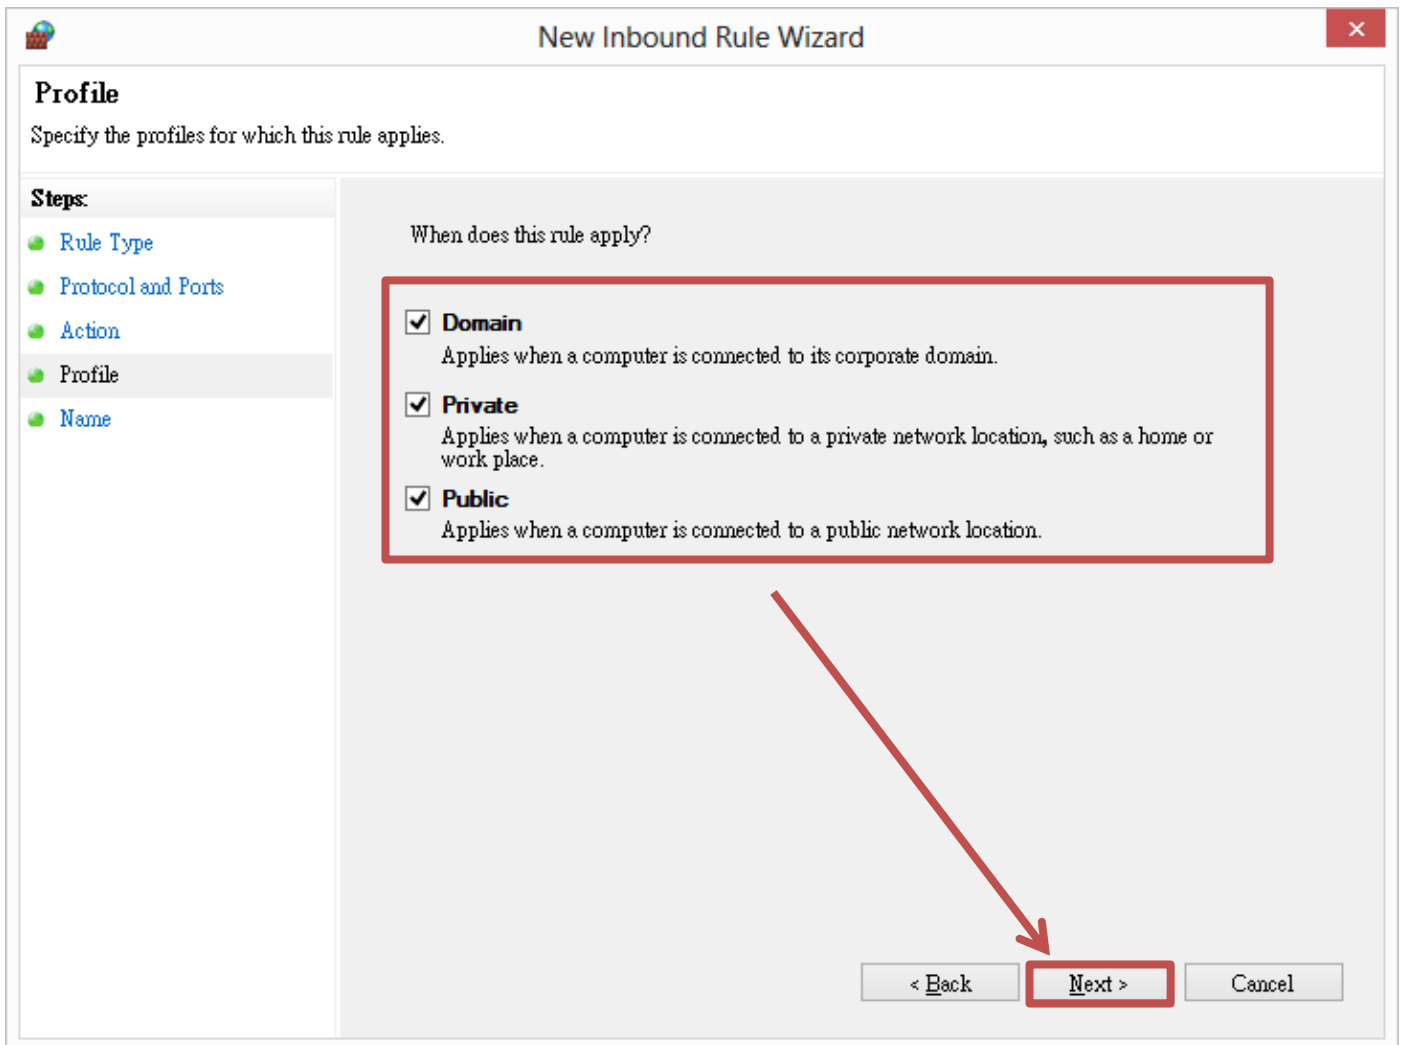 New Inbound Rule Wizard
Profile
Specify the profiles for which this rule applies.
Steps:
Rule Type
Protocol and Ports
Action
Profile
Name
When does this rule apply?
Domain
Applies when a computer is connected to its corporate domain.
Private
Applies when a computer is connected to a private network location, such as a home or
work place.
Public
Applies when a computer is connected to a public network location.
< Back
Next >
Cancel